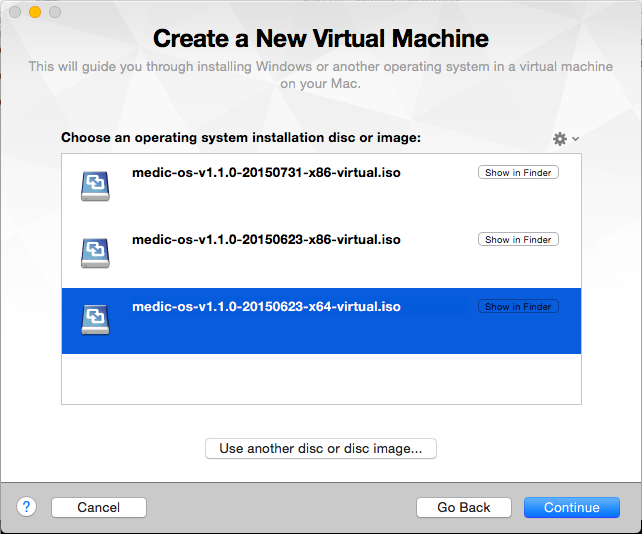 Create a New Virtual Machine
This will guide you through installing Windows or another operating system in a virtual machine
on your Mac.
Choose an operating system installation disc or image:
medic-os-v1.1.0-20150731-x86-virtual.iso
Show in Finder
medic-os-v1.1.0-20150623-x86-virtual.iso
Show in Finder
medic-os-v1.1.0-20150623-x64-virtual.iso
Show in Finder
Use another disc or disc image...
?
Cancel
Go Back
Continue